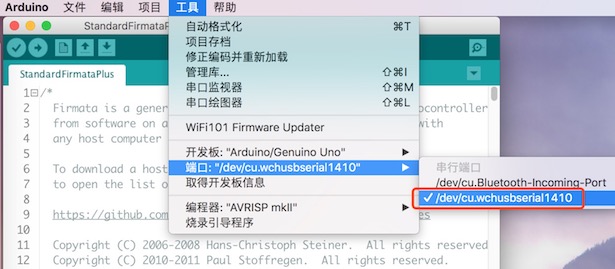 Arduino 文件 编辑 项目 工具 帮助
StandardFirmataPlus
自动格式化 ⌘T
项目存档
修正编码并重新加载
管理库... ⇧⌘I
串口监视器 ⇧⌘M
串口绘图器 ⇧⌘L
WiFi101 Firmware Updater
开发板: "Arduino/Genuino Uno"
端口: "/dev/cu.wchusbserial1410"
取得开发板信息
编程器: "AVRISP mkII"
烧录引导程序
串行端口
/dev/cu.Bluetooth-Incoming-Port
✓ /dev/cu.wchusbserial1410
StandardFirmataPlus
1 /*
2 Firmata is a gener ocontroller
3 from software on a with
4 any host computer
5
6 To download a host
7 to open the list o
8
9 https://github.com es
10
11 Copyright (C) 2006-2008 Hans-Christoph Steiner. All rights reserved
12 Copyright (C) 2010-2011 Paul Stoffregen. All rights reserved